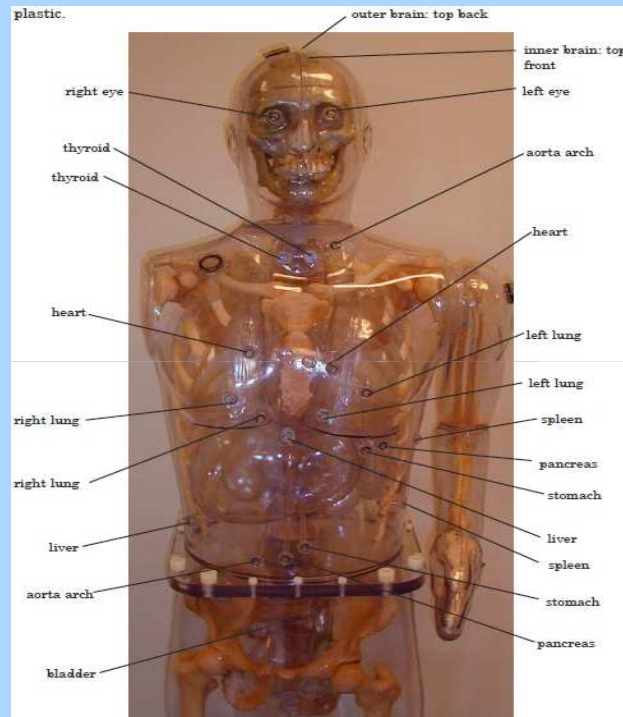 plastic.
outer brain: top back
inner brain: top
front
right eye
left eye
thyroid
aorta arch
thyroid
heart
heart
left lung
left lung
right lung
spleen
pancreas
right lung
stomach
liver
liver
spleen
aorta arch
stomach
pancreas
bladder